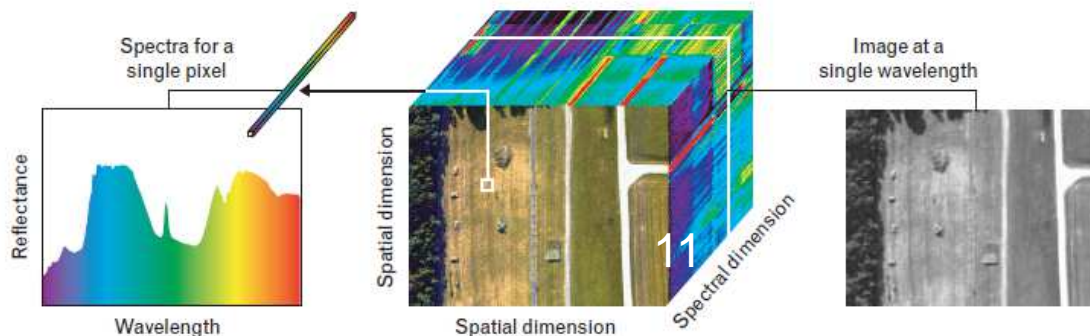 Spectra for a
single pixel
Reflectance
Wavelength
Spatial dimension
Spatial dimension
11
Spectral dimension
Image at a
single wavelength